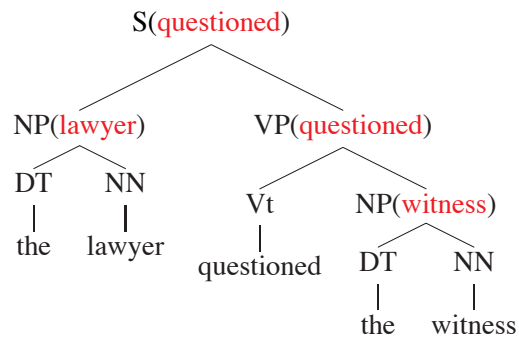 S(questioned)
NP(lawyer) VP(questioned)
DT NN Vt NP(witness)
the lawyer questioned DT NN
the witness